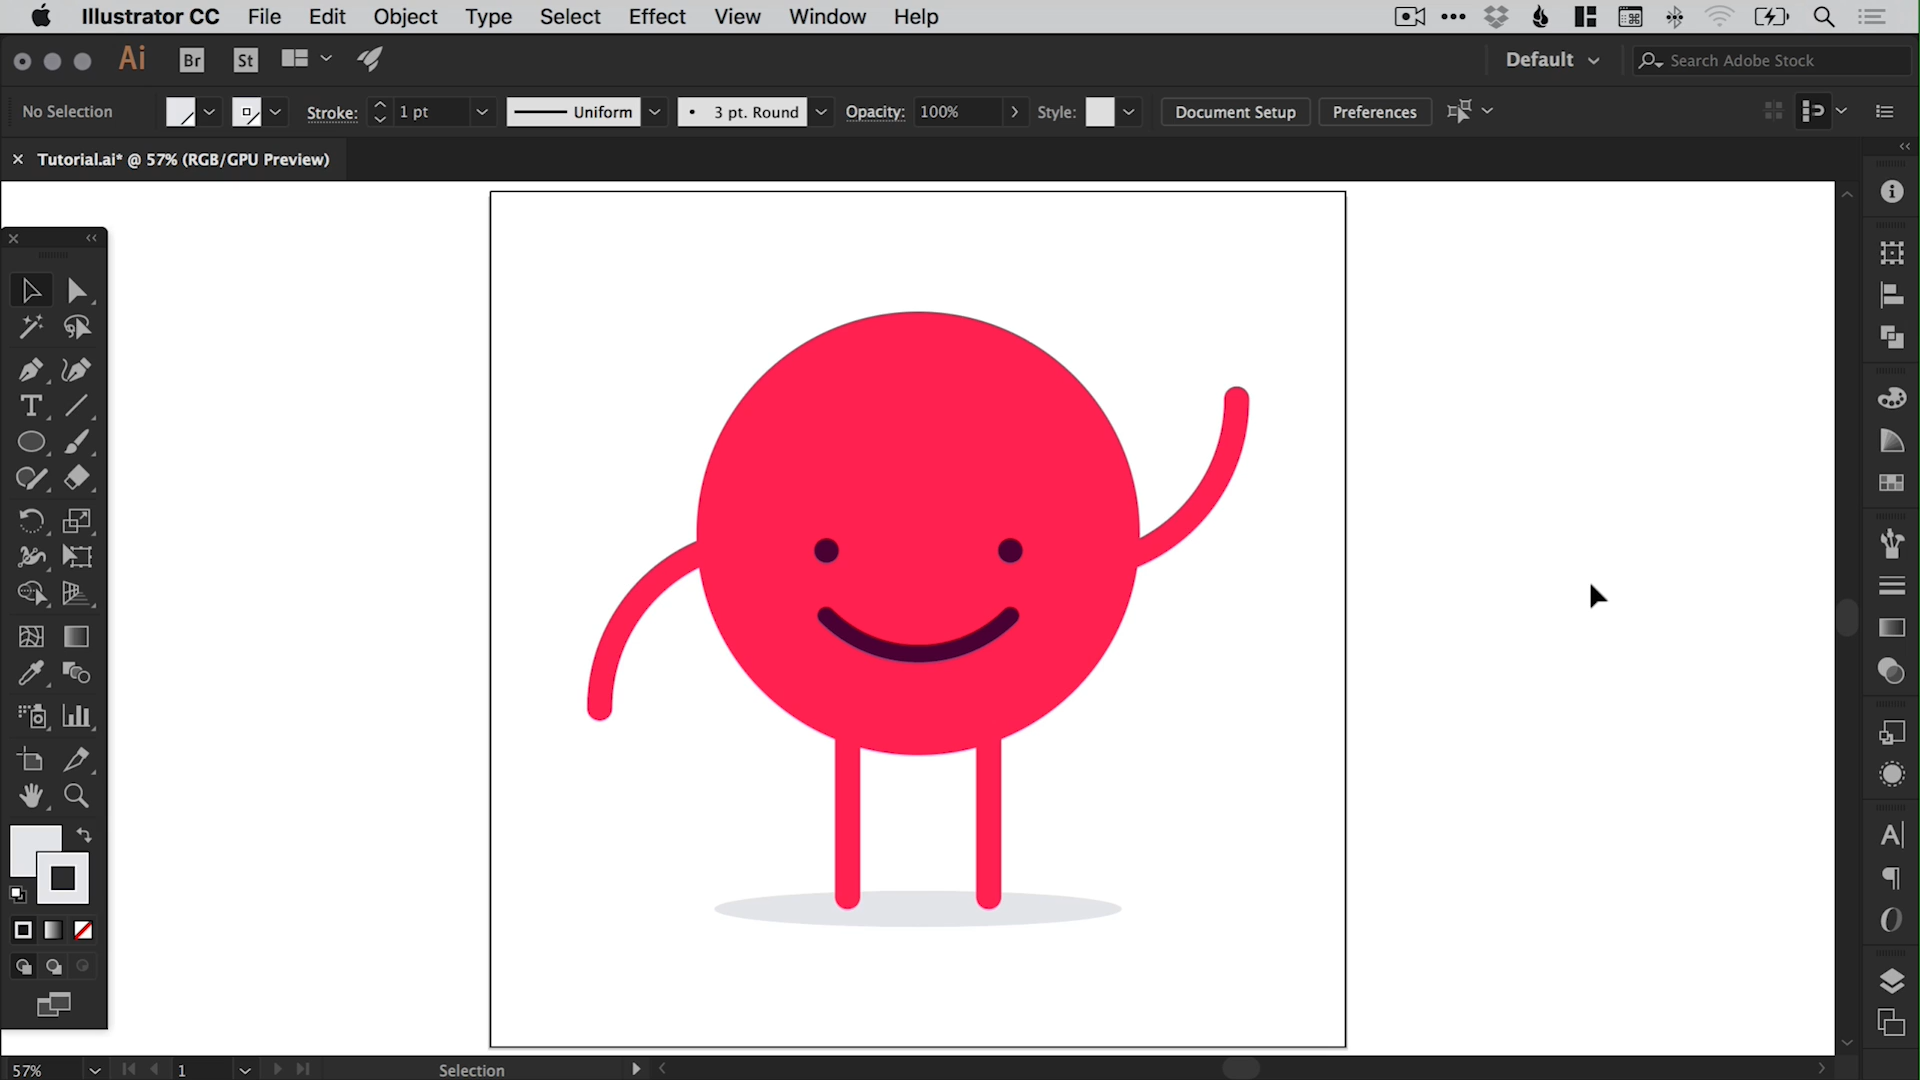 Illustrator CC File Edit Object Type Select Effect View Window Help
Ai Br St Default Search Adobe Stock
No Selection Stroke: 1 pt Uniform 3 pt. Round Opacity: 100% Style: Document Setup Preferences
Tutorial.ai* @ 57% (RGB/GPU Preview)
57% 1 Selection